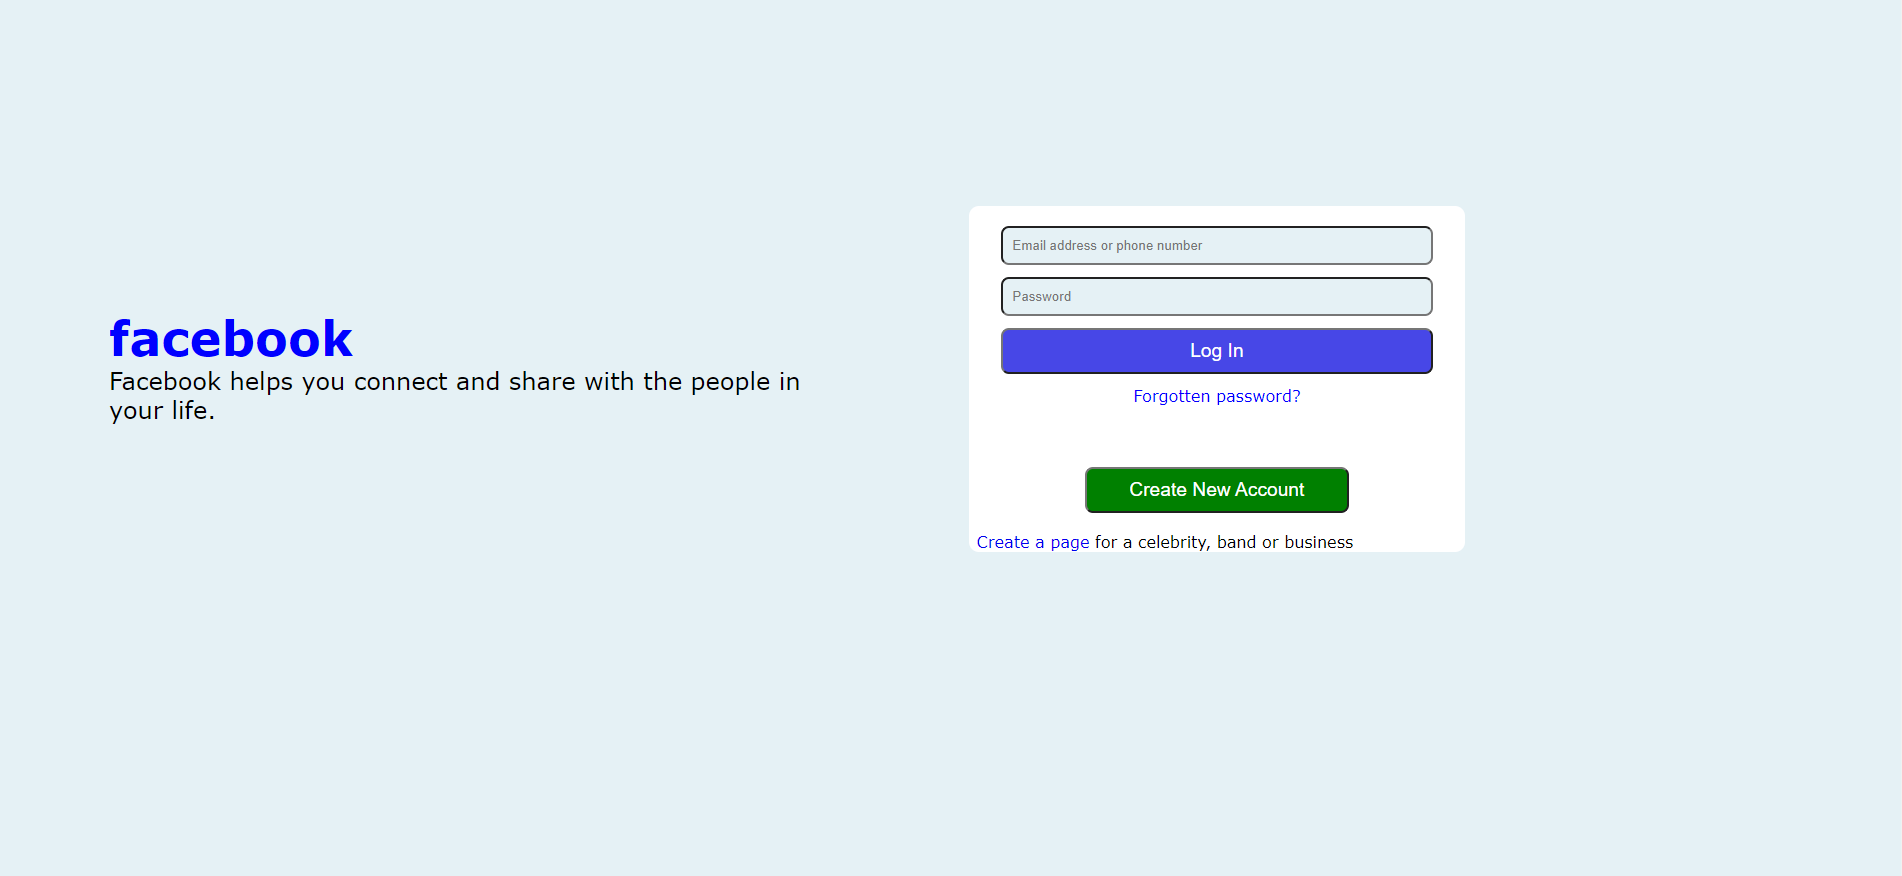 facebook
Facebook helps you connect and share with the people in
your life.
Email address or phone number
Password
Log In
Forgotten password?
Create New Account
Create a page for a celebrity, band or business